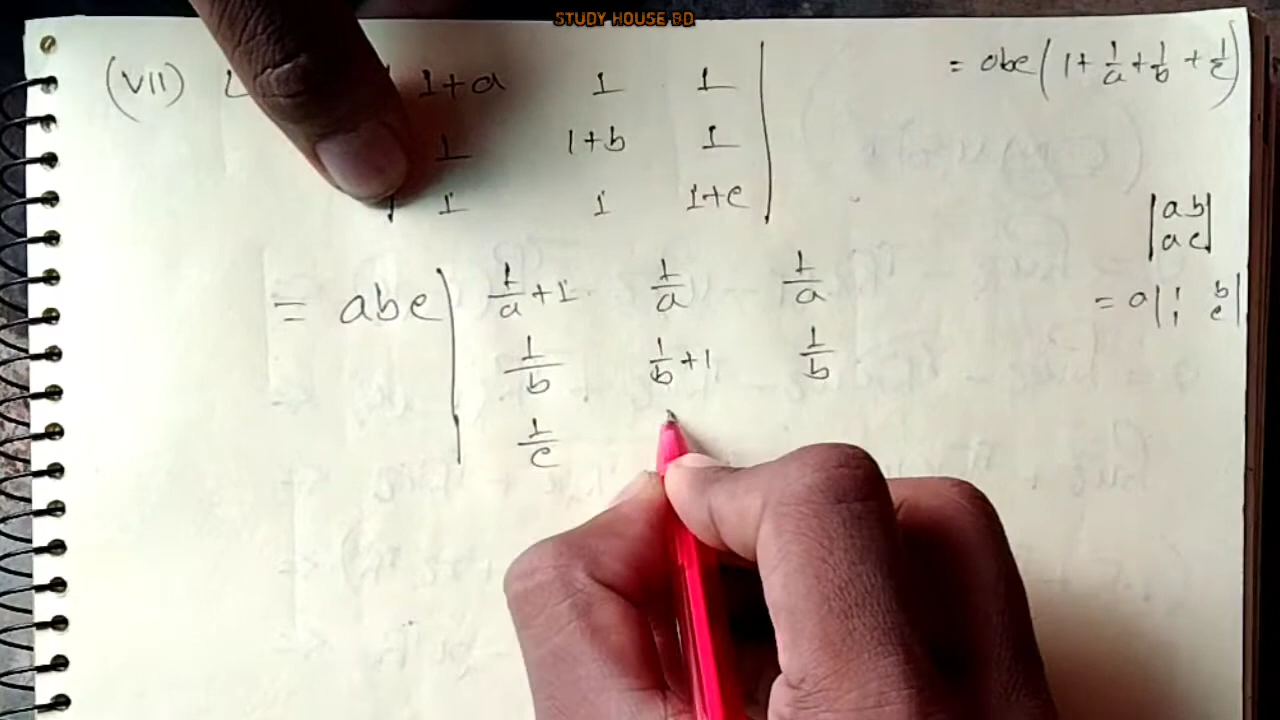 STUDY HOUSE BD
(VII) L 1+a 1 1 |
1 1+b 1
1 1 1+c
= abc(1+1/a+1/b+1/c)
|a b|
|a c|
= a|1 b|
|1 c|
= abc| 1/a+1 1/a 1/a
1/b 1/b+1 1/b
1/c